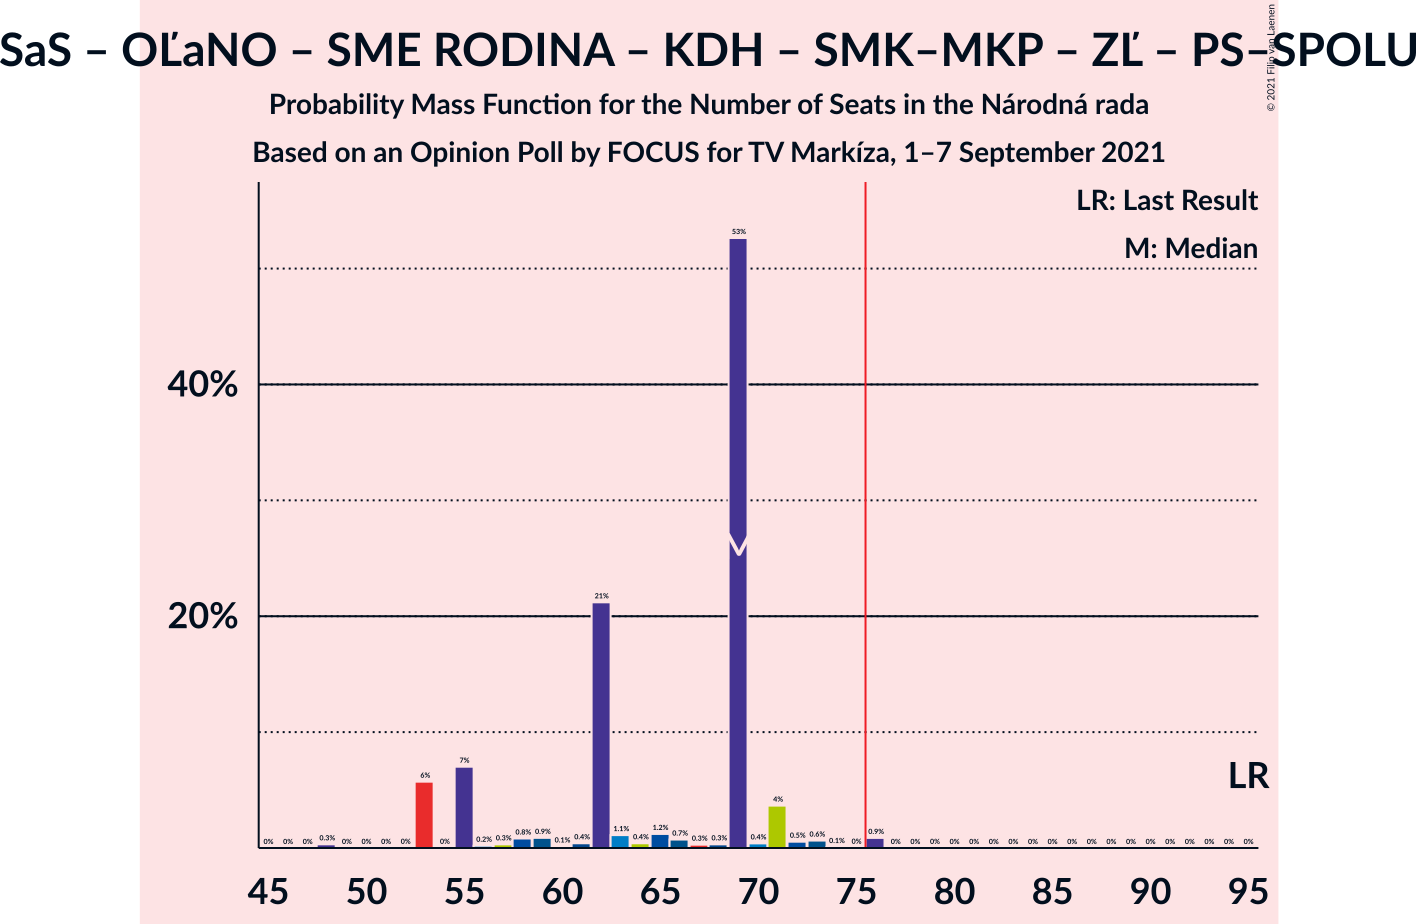 SaS – OĽaNO – SME RODINA – KDH – SMK–MKP – ZĽ – PS–SPOLU
© 2021 Filip van Laenen
Probability Mass Function for the Number of Seats in the Národná rada
Based on an Opinion Poll by FOCUS for TV Markíza, 1–7 September 2021
LR: Last Result
M: Median
40%
20%
LR
0% 0% 0% 0.3% 0% 0% 0% 0% 6% 0% 7% 0.2% 0.3% 0.8% 0.9% 0.1% 0.4% 21% 1.1% 0.4% 1.2% 0.7% 0.3% 0.3% 53% 0.4% 4% 0.5% 0.6% 0.1% 0% 0.9% 0% 0% 0% 0% 0% 0% 0% 0% 0% 0% 0% 0% 0% 0% 0% 0% 0% 0% 0%
45 50 55 60 65 70 75 80 85 90 95